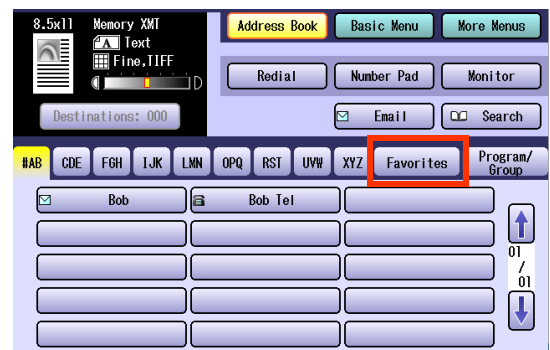 8.5x11 Memory XMT
A Text
Fine,TIFF
D
Destinations: 000
Address Book Basic Menu More Menus
Redial Number Pad Monitor
Email Search
#AB CDE FGH IJK LMN OPQ RST UVW XYZ Favorites Program/
Group
Bob Bob Tel
01
/
01